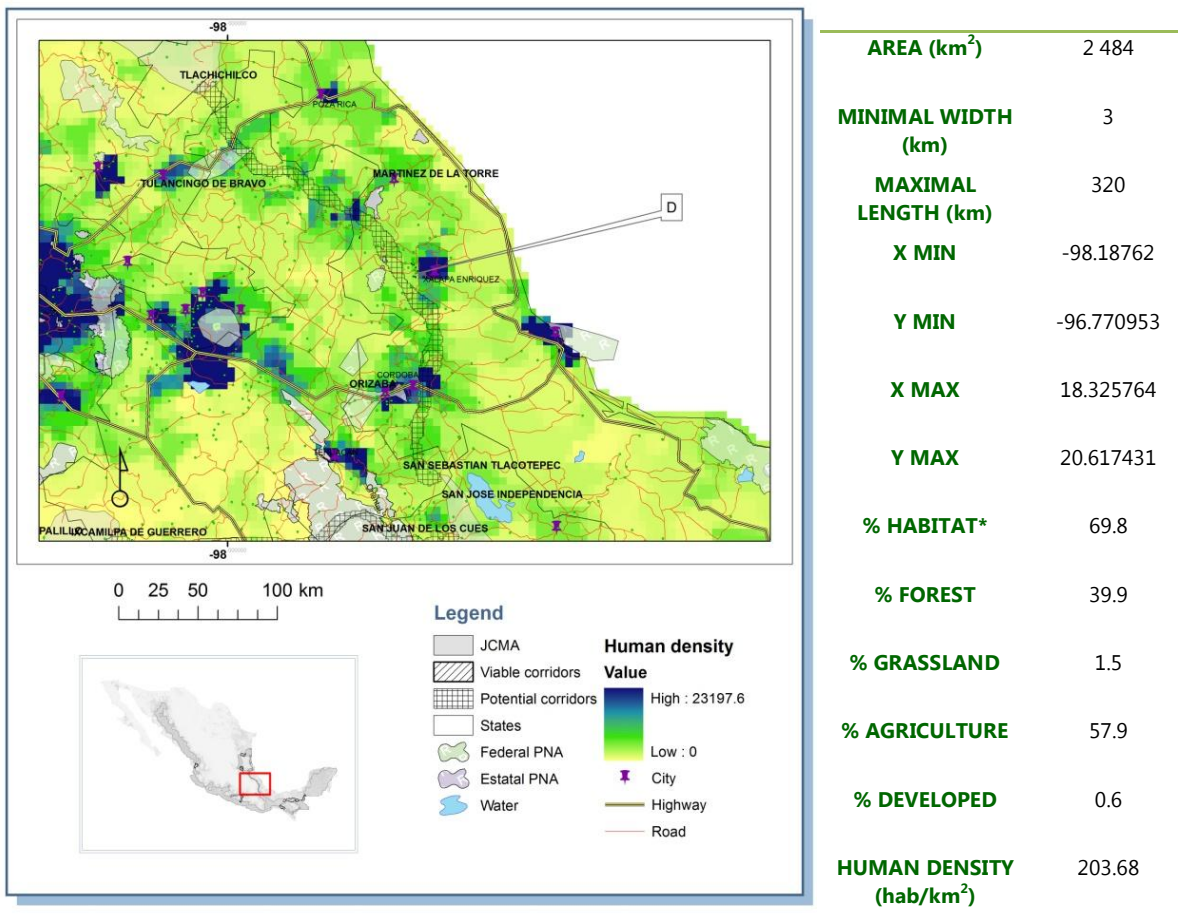 -98
TLACHICHILCO
POZA RICA
TULANCINGO DE BRAVO
MARTINEZ DE LA TORRE
D
XALAPA ENRIQUEZ
CORDOBA
ORIZABA
SAN SEBASTIAN TLACOTEPEC
SAN JOSE INDEPENDENCIA
SAN JUAN DE LOS CUES
PALILLO
IXCAMILPA DE GUERRERO
-98
0 25 50 100 km
Legend
JCMA
Viable corridors
Potential corridors
States
Federal PNA
Estatal PNA
Water
Human density
Value
High : 23197.6
Low : 0
City
Highway
Road
AREA (km²) 2 484
MINIMAL WIDTH
(km) 3
MAXIMAL
LENGTH (km) 320
X MIN -98.18762
Y MIN -96.770953
X MAX 18.325764
Y MAX 20.617431
% HABITAT* 69.8
% FOREST 39.9
% GRASSLAND 1.5
% AGRICULTURE 57.9
% DEVELOPED 0.6
HUMAN DENSITY
(hab/km²) 203.68